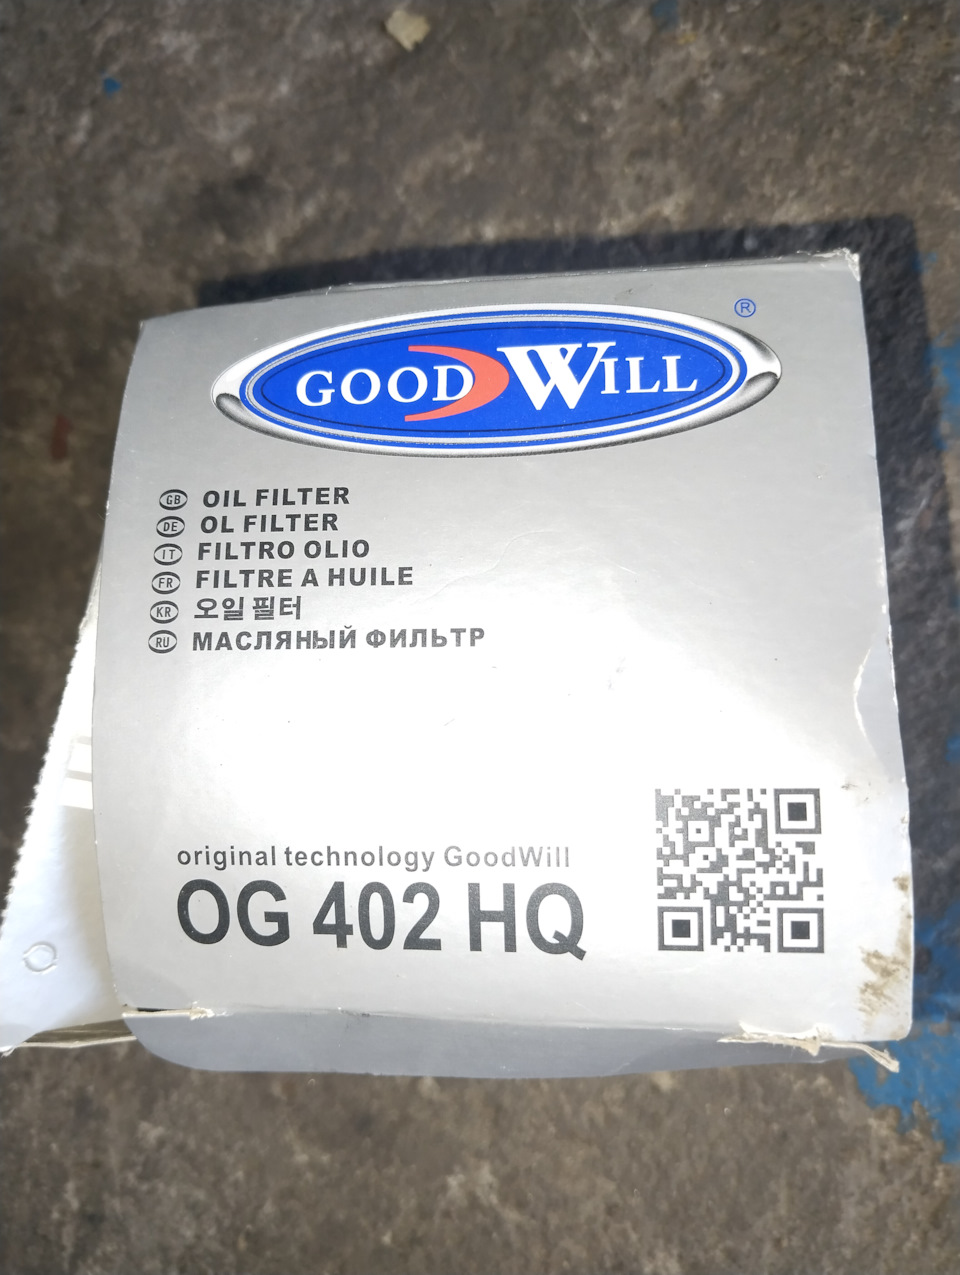 GOOD WILL ®
GB OIL FILTER
DE OL FILTER
IT FILTRO OLIO
FR FILTRE A HUILE
KR 오일 필터
RU МАСЛЯНЫЙ ФИЛЬТР
original technology GoodWill
OG 402 HQ